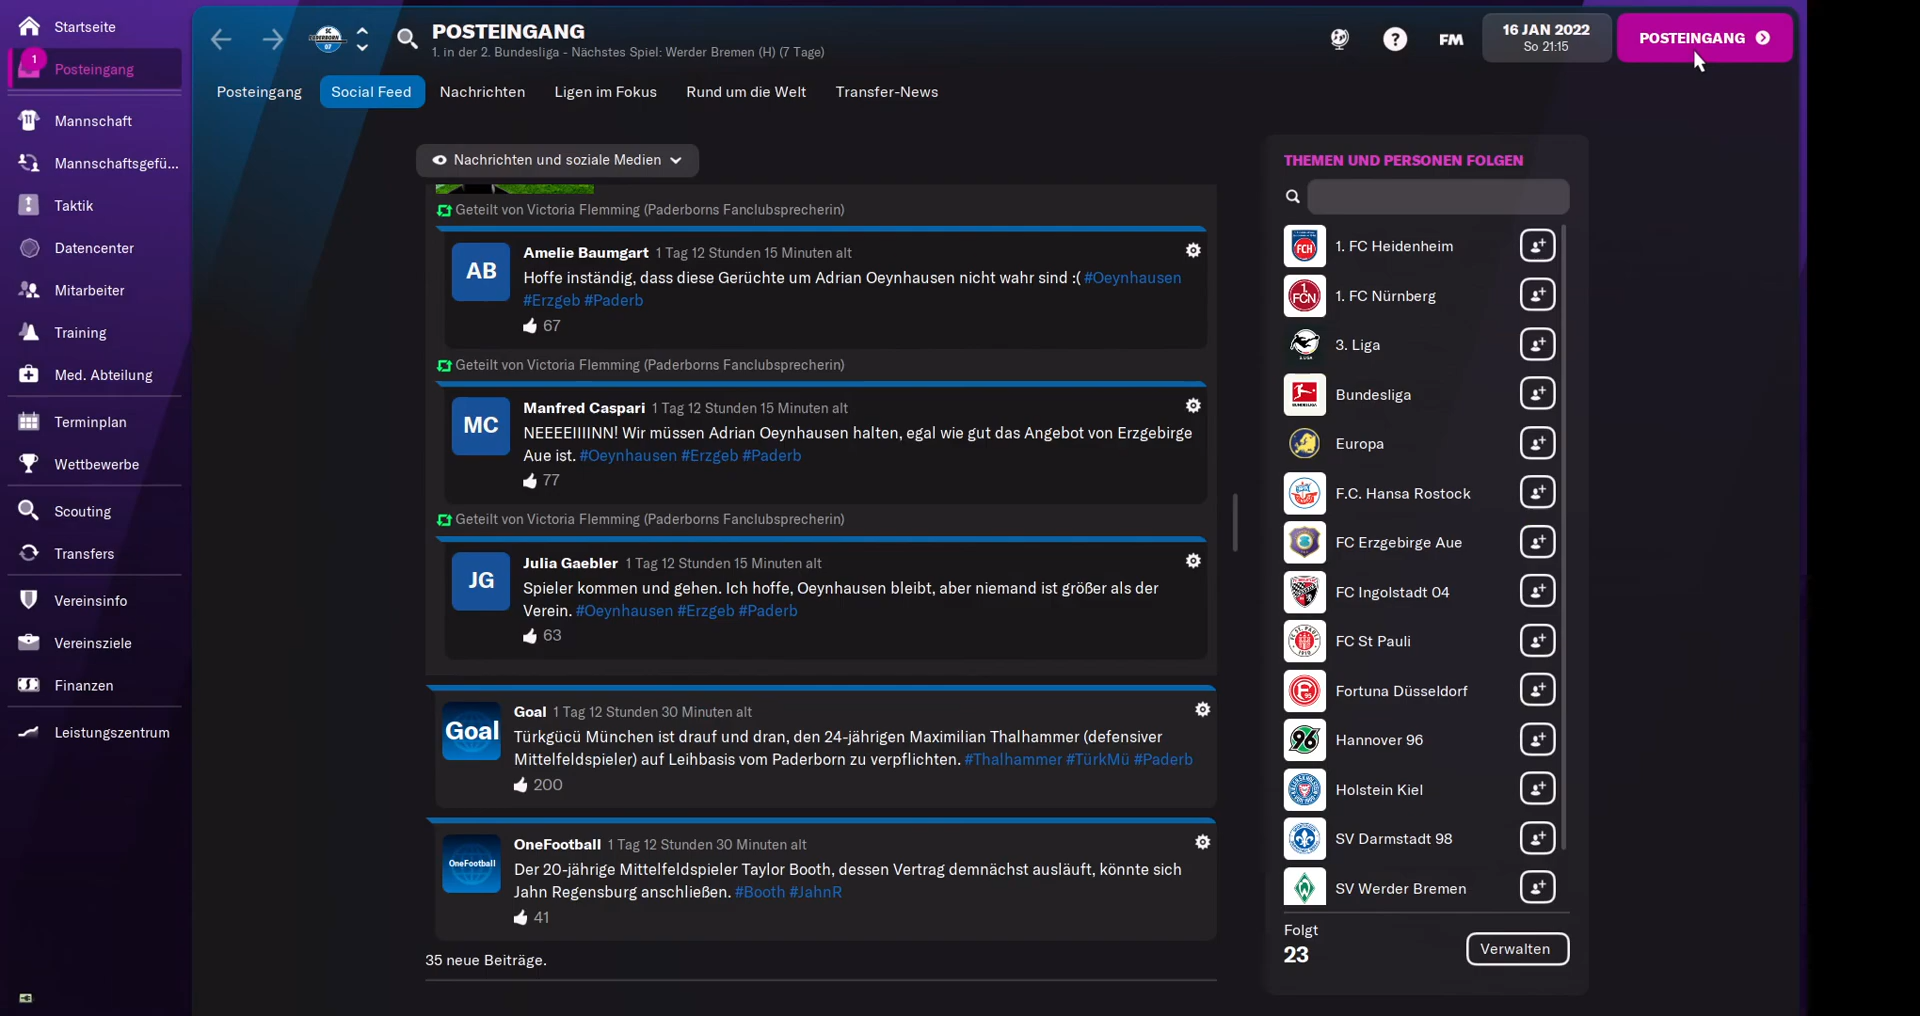 Startseite
1
Posteingang
Mannschaft
Mannschaftsgefü...
Taktik
Datencenter
Mitarbeiter
Training
Med. Abteilung
Terminplan
Wettbewerbe
Scouting
Transfers
Vereinsinfo
Vereinsziele
Finanzen
Leistungszentrum
POSTEINGANG
1. in der 2. Bundesliga - Nächstes Spiel: Werder Bremen (H) (7 Tage)
?
FM
16 JAN 2022
So 21:15
POSTEINGANG
Posteingang
Social Feed
Nachrichten
Ligen im Fokus
Rund um die Welt
Transfer-News
Nachrichten und soziale Medien
Geteilt von Victoria Flemming (Paderborns Fanclubsprecherin)
AB
Amelie Baumgart 1 Tag 12 Stunden 15 Minuten alt
Hoffe inständig, dass diese Gerüchte um Adrian Oeynhausen nicht wahr sind :( #Oeynhausen
#Erzgeb #Paderb
67
Geteilt von Victoria Flemming (Paderborns Fanclubsprecherin)
MC
Manfred Caspari 1 Tag 12 Stunden 15 Minuten alt
NEEEEIIIINN! Wir müssen Adrian Oeynhausen halten, egal wie gut das Angebot von Erzgebirge
Aue ist. #Oeynhausen #Erzgeb #Paderb
77
Geteilt von Victoria Flemming (Paderborns Fanclubsprecherin)
JG
Julia Gaebler 1 Tag 12 Stunden 15 Minuten alt
Spieler kommen und gehen. Ich hoffe, Oeynhausen bleibt, aber niemand ist größer als der
Verein. #Oeynhausen #Erzgeb #Paderb
63
Goal
Goal 1 Tag 12 Stunden 30 Minuten alt
Türkgücü München ist drauf und dran, den 24-jährigen Maximilian Thalhammer (defensiver
Mittelfeldspieler) auf Leihbasis vom Paderborn zu verpflichten. #Thalhammer #TürkMü #Paderb
200
OneFootball
OneFootball 1 Tag 12 Stunden 30 Minuten alt
Der 20-jährige Mittelfeldspieler Taylor Booth, dessen Vertrag demnächst ausläuft, könnte sich
Jahn Regensburg anschließen. #Booth #JahnR
41
35 neue Beiträge.
THEMEN UND PERSONEN FOLGEN
1. FC Heidenheim
1. FC Nürnberg
3. Liga
Bundesliga
Europa
F.C. Hansa Rostock
FC Erzgebirge Aue
FC Ingolstadt 04
FC St Pauli
Fortuna Düsseldorf
Hannover 96
Holstein Kiel
SV Darmstadt 98
SV Werder Bremen
Folgt
23
Verwalten